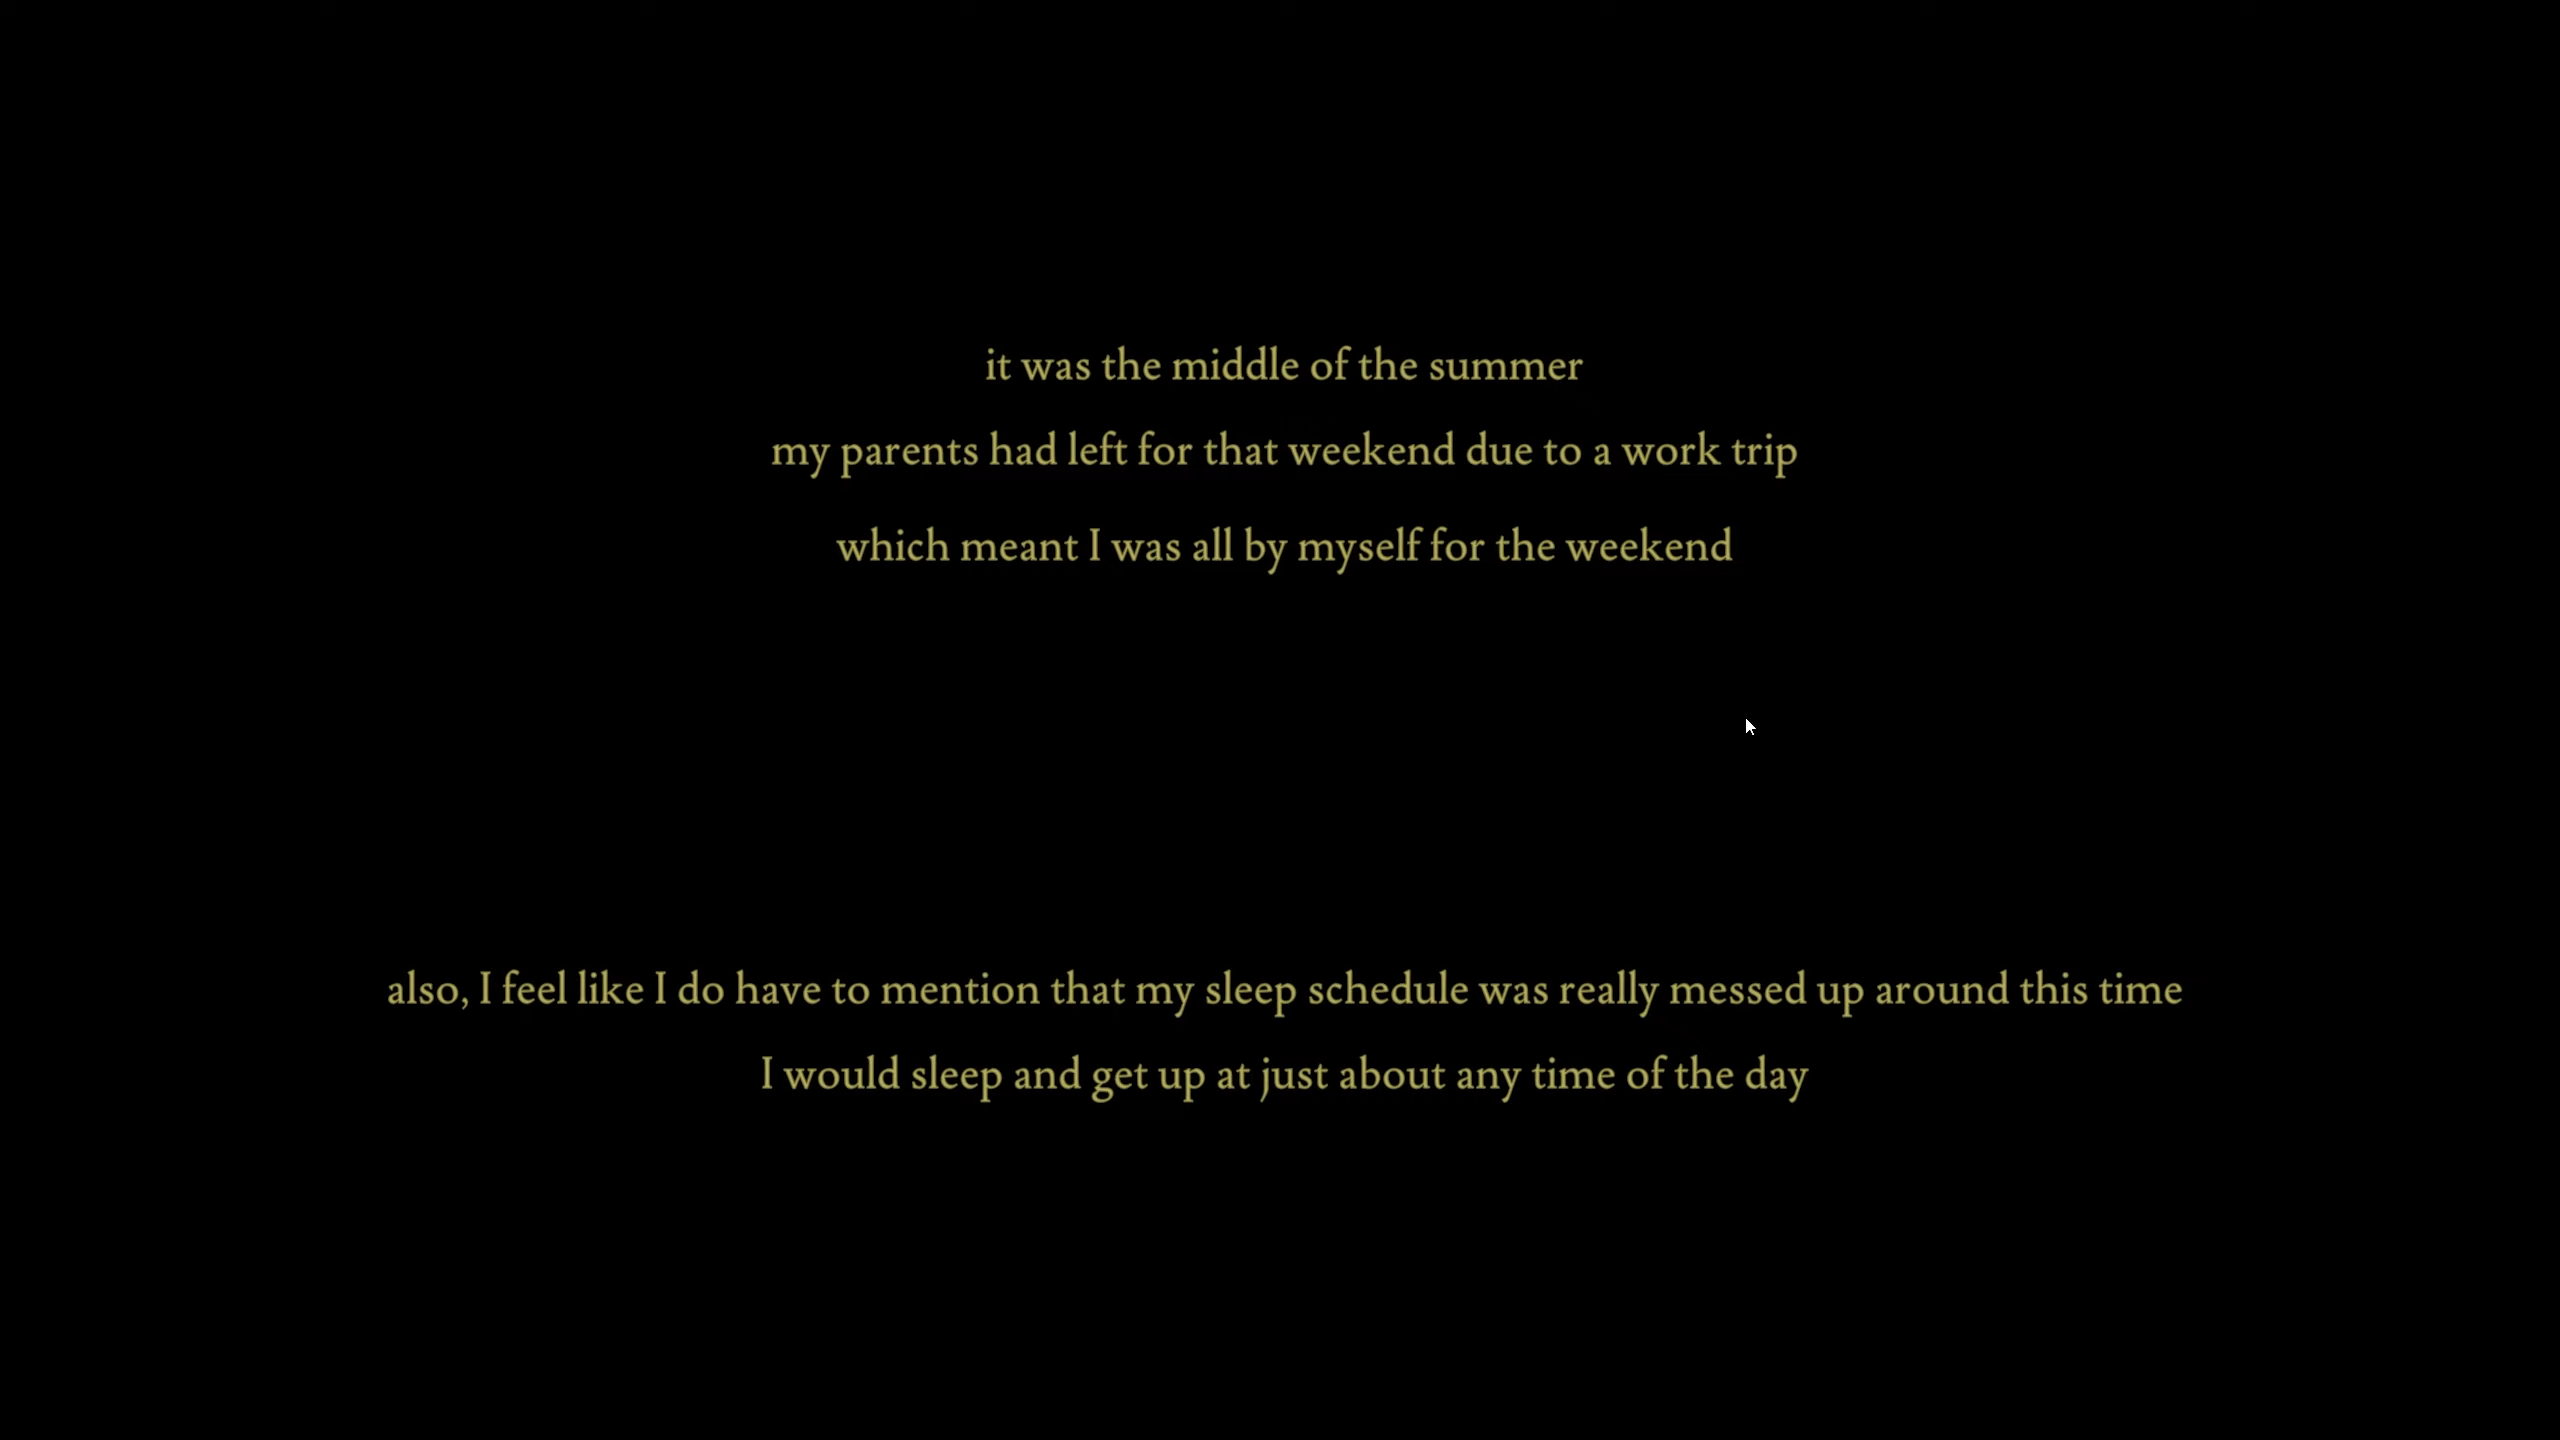 it was the middle of the summer
my parents had left for that weekend due to a work trip
which meant I was all by myself for the weekend
also, I feel like I do have to mention that my sleep schedule was really messed up around this time
I would sleep and get up at just about any time of the day